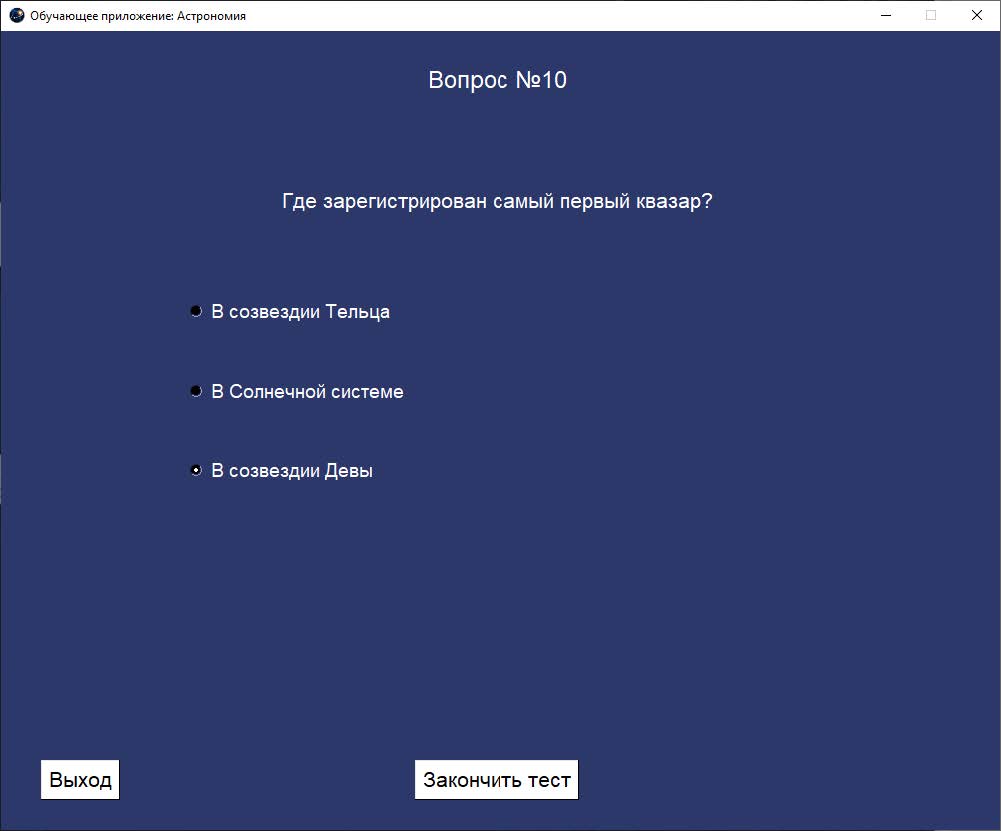 Обучающее приложение: Астрономия
Вопрос №10
Где зарегистрирован самый первый квазар?
В созвездии Тельца
В Солнечной системе
В созвездии Девы
Выход
Закончить тест